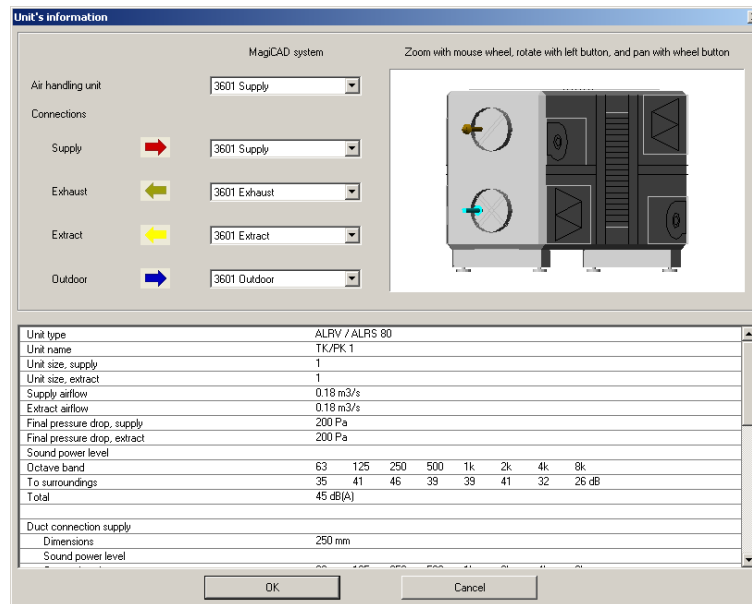 Unit's information
MagiCAD system
Zoom with mouse wheel, rotate with left button, and pan with wheel button
Air handling unit
3601 Supply
Connections
Supply
3601 Supply
Exhaust
3601 Exhaust
Extract
3601 Extract
Outdoor
3601 Outdoor
Unit type ALRV / ALRS 80
Unit name TK/PK 1
Unit size, supply 1
Unit size, extract 1
Supply airflow 0.18 m3/s
Extract airflow 0.18 m3/s
Final pressure drop, supply 200 Pa
Final pressure drop, extract 200 Pa
Sound power level
Octave band 63 125 250 500 1k 2k 4k 8k
To surroundings 35 41 46 39 39 41 32 26 dB
Total 45 dB(A)
Duct connection supply
Dimensions 250 mm
Sound power level
OK Cancel